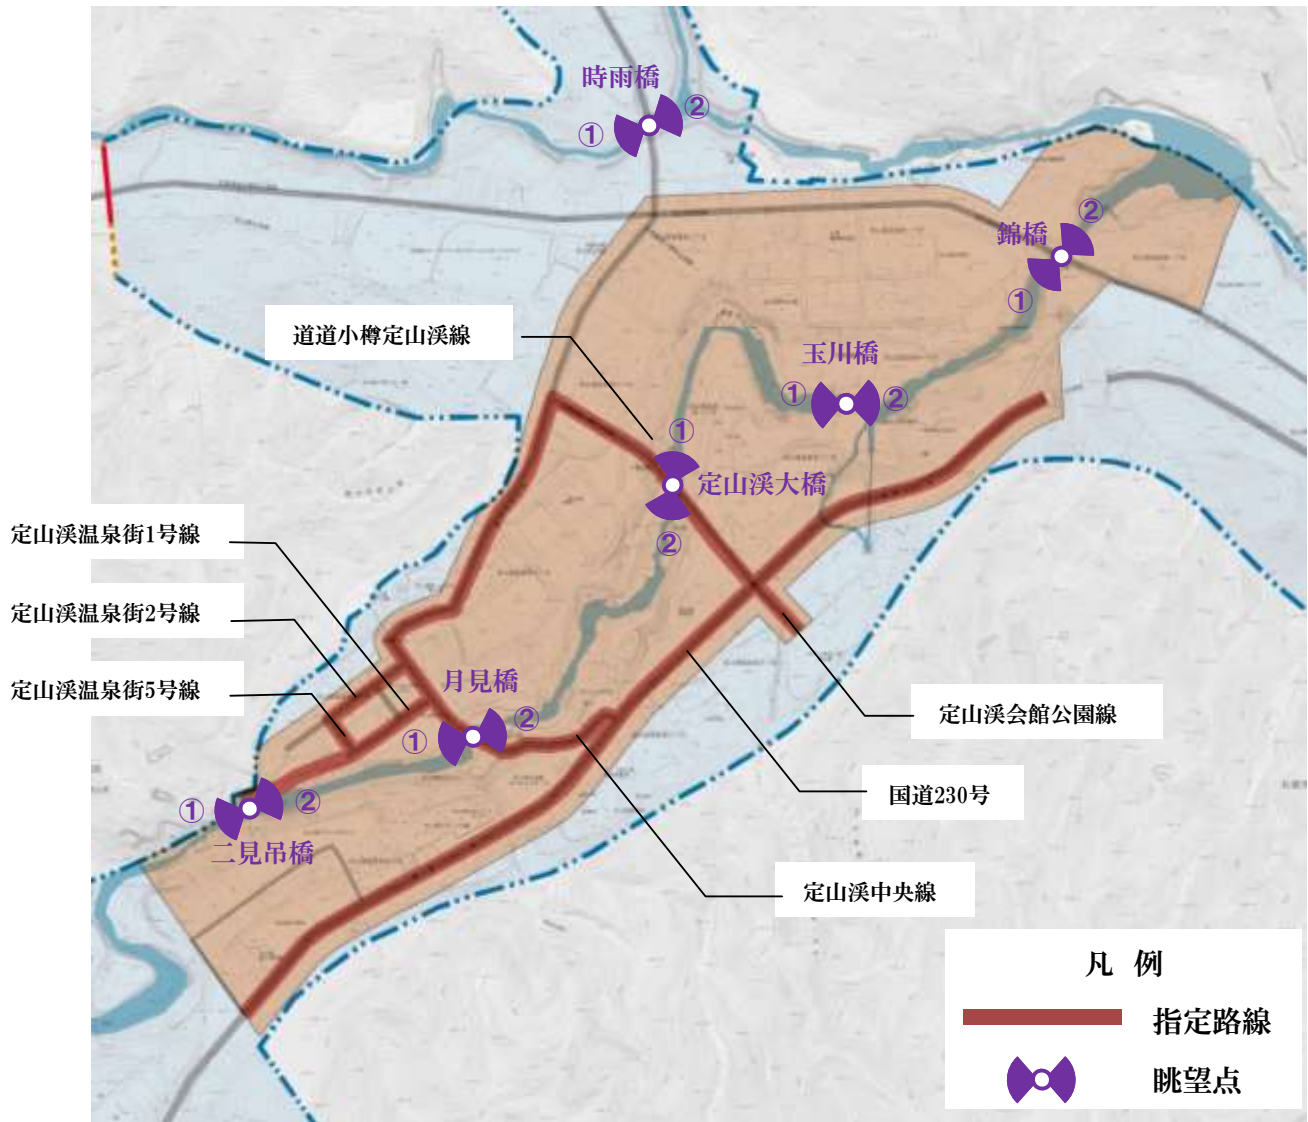 時雨橋
②
①
②
錦橋
①
道道小樽定山渓線
玉川橋
①
②
①
定山渓大橋
②
定山渓温泉街1号線
定山渓温泉街2号線
定山渓温泉街5号線
月見橋
②
①
定山渓会館公園線
国道230号
①
②
二見吊橋
定山渓中央線
凡 例
指定路線
眺望点